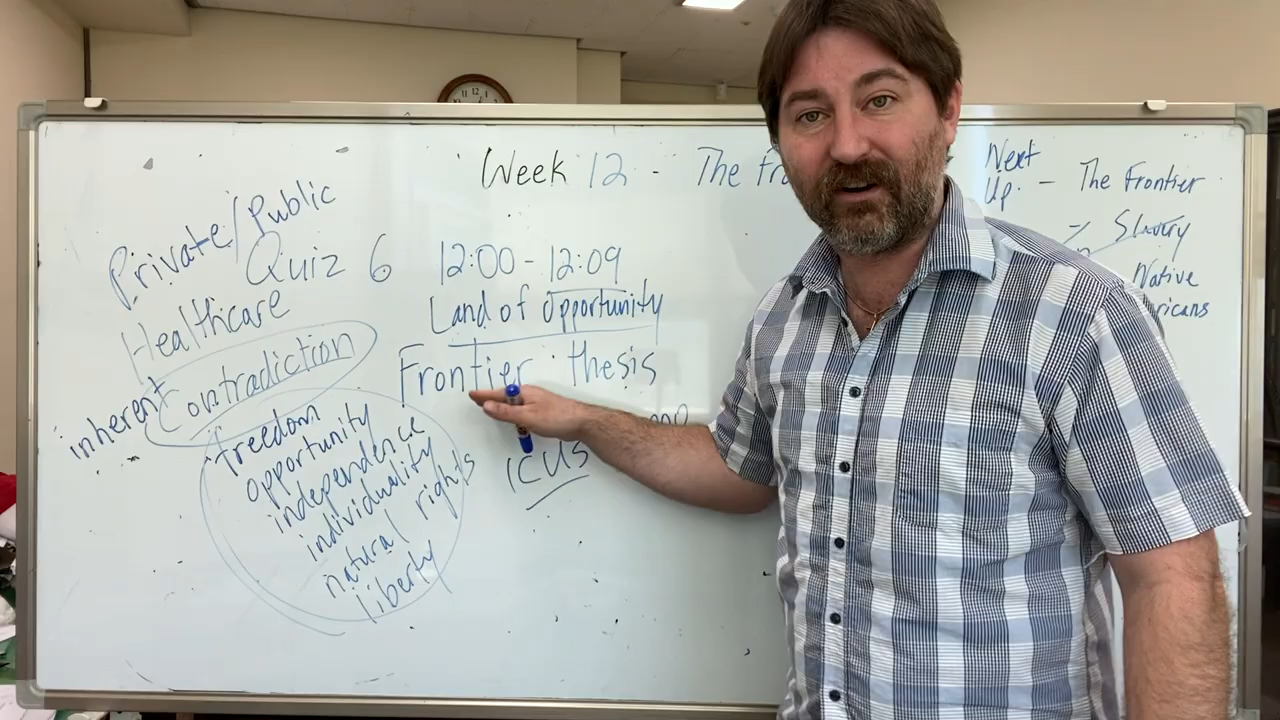 Week 12 - The Fr
Private/Public
Healthcare
Quiz 6
12:00 - 12:09
Land of opportunity
Frontier thesis
inherent Contradiction
freedom
opportunity
independence
individuality
natural rights
liberty
icus
Next
Up. - The Frontier
- Slavery
Native
ricans